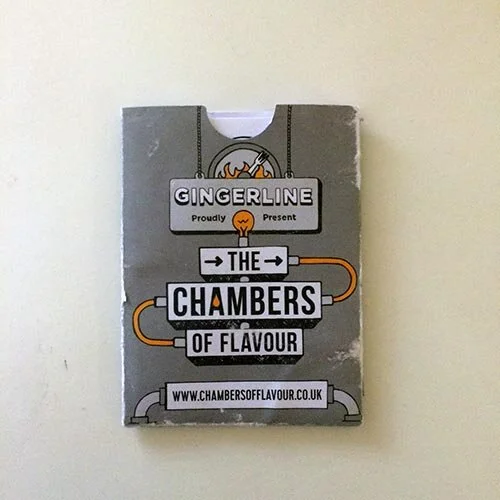 GINGERLINE
Proudly Present
THE
CHAMBERS
OF FLAVOUR
WWW.CHAMBERSOFFLAVOUR.CO.UK